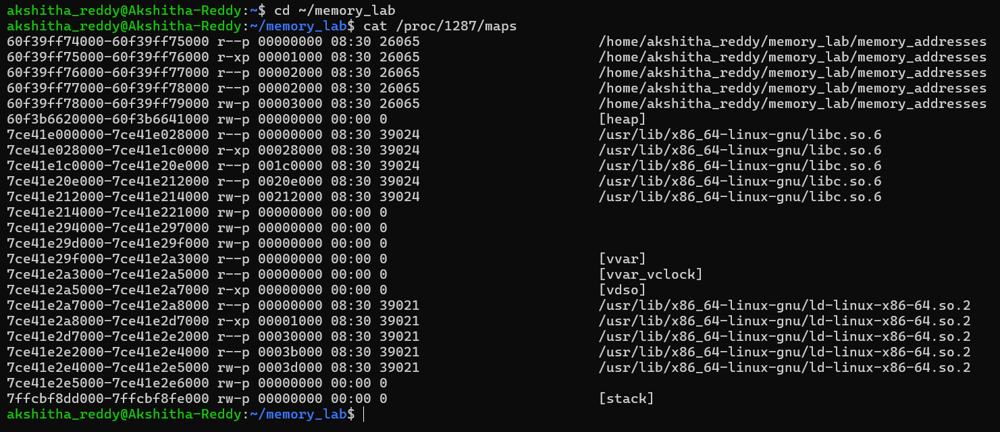 akshitha_reddy@Akshitha-Reddy:~$ cd ~/memory_lab
akshitha_reddy@Akshitha-Reddy:~/memory_lab$ cat /proc/1287/maps
60f39ff74000-60f39ff75000 r--p 00000000 08:30 26065                      /home/akshitha_reddy/memory_lab/memory_addresses
60f39ff75000-60f39ff76000 r-xp 00001000 08:30 26065                      /home/akshitha_reddy/memory_lab/memory_addresses
60f39ff76000-60f39ff77000 r--p 00002000 08:30 26065                      /home/akshitha_reddy/memory_lab/memory_addresses
60f39ff77000-60f39ff78000 r--p 00002000 08:30 26065                      /home/akshitha_reddy/memory_lab/memory_addresses
60f39ff78000-60f39ff79000 rw-p 00003000 08:30 26065                      /home/akshitha_reddy/memory_lab/memory_addresses
60f3b6620000-60f3b6641000 rw-p 00000000 00:00 0                          [heap]
7ce41e000000-7ce41e028000 r--p 00000000 08:30 39024                      /usr/lib/x86_64-linux-gnu/libc.so.6
7ce41e028000-7ce41e1c0000 r-xp 00028000 08:30 39024                      /usr/lib/x86_64-linux-gnu/libc.so.6
7ce41e1c0000-7ce41e20e000 r--p 001c0000 08:30 39024                      /usr/lib/x86_64-linux-gnu/libc.so.6
7ce41e20e000-7ce41e212000 r--p 0020e000 08:30 39024                      /usr/lib/x86_64-linux-gnu/libc.so.6
7ce41e212000-7ce41e214000 rw-p 00212000 08:30 39024                      /usr/lib/x86_64-linux-gnu/libc.so.6
7ce41e214000-7ce41e221000 rw-p 00000000 00:00 0
7ce41e294000-7ce41e297000 rw-p 00000000 00:00 0
7ce41e29d000-7ce41e29f000 rw-p 00000000 00:00 0
7ce41e29f000-7ce41e2a3000 r--p 00000000 00:00 0                          [vvar]
7ce41e2a3000-7ce41e2a5000 r--p 00000000 00:00 0                          [vvar_vclock]
7ce41e2a5000-7ce41e2a7000 r-xp 00000000 00:00 0                          [vdso]
7ce41e2a7000-7ce41e2a8000 r--p 00000000 08:30 39021                      /usr/lib/x86_64-linux-gnu/ld-linux-x86-64.so.2
7ce41e2a8000-7ce41e2d7000 r-xp 00001000 08:30 39021                      /usr/lib/x86_64-linux-gnu/ld-linux-x86-64.so.2
7ce41e2d7000-7ce41e2e2000 r--p 00030000 08:30 39021                      /usr/lib/x86_64-linux-gnu/ld-linux-x86-64.so.2
7ce41e2e2000-7ce41e2e4000 r--p 0003b000 08:30 39021                      /usr/lib/x86_64-linux-gnu/ld-linux-x86-64.so.2
7ce41e2e4000-7ce41e2e5000 rw-p 0003d000 08:30 39021                      /usr/lib/x86_64-linux-gnu/ld-linux-x86-64.so.2
7ce41e2e5000-7ce41e2e6000 rw-p 00000000 00:00 0
7ffcbf8dd000-7ffcbf8fe000 rw-p 00000000 00:00 0                          [stack]
akshitha_reddy@Akshitha-Reddy:~/memory_lab$